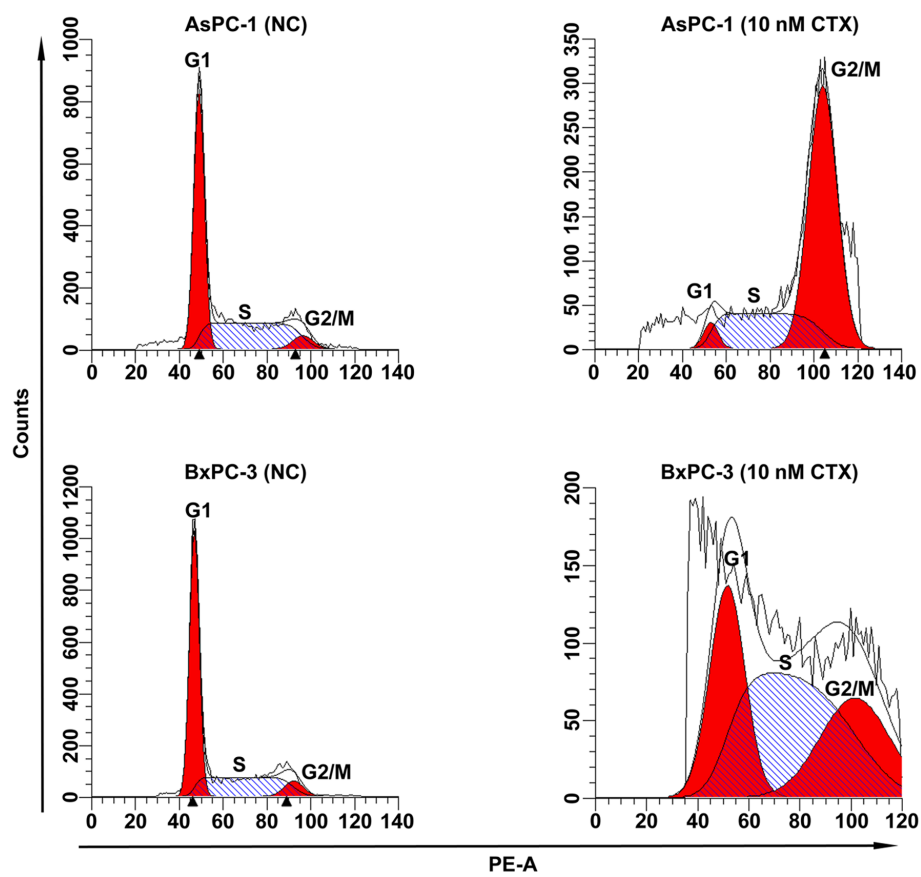 AsPC-1 (NC)
1000
800
600
400
200
0
G1
S
G2/M
0 20 40 60 80 100 120 140
AsPC-1 (10 nM CTX)
350
300
250
200
150
100
50
0
G1
S
G2/M
0 20 40 60 80 100 120 140
BxPC-3 (NC)
1200
1000
800
600
400
200
0
G1
S
G2/M
0 20 40 60 80 100 120 140
BxPC-3 (10 nM CTX)
200
150
100
50
0
G1
S
G2/M
0 20 40 60 80 100 120
Counts
PE-A